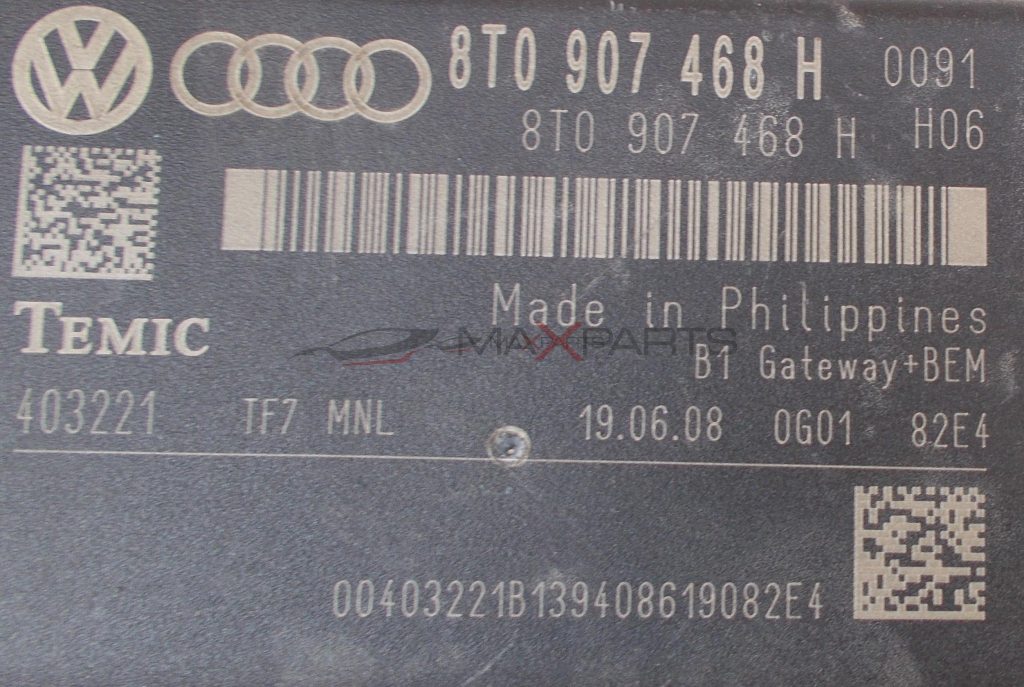 8T0 907 468 H 0091
8T0 907 468 H H06
TEMIC
Made in Philippines
MAXPARTS
B1 Gateway+BEM
403221 TF7 MNL 19.06.08 0G01 82E4
00403221B139408619082E4